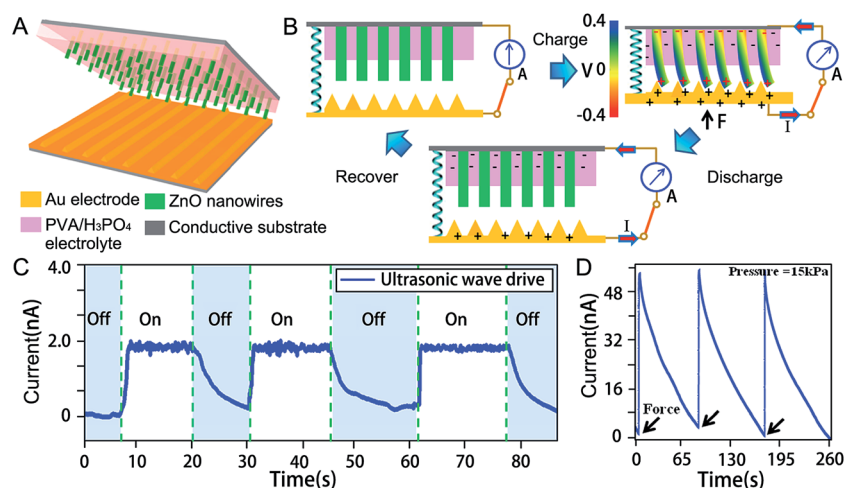 A
Au electrode
ZnO nanowires
PVA/H₃PO₄
electrolyte
Conductive substrate
B
A
Charge
Recover
0.4
V 0
-0.4
A
F
I
Discharge
A
I
C
Current(nA)
4.0
2.0
0
Ultrasonic wave drive
Off
On
Off
On
Off
On
Off
0 10 20 30 40 50 60 70 80
Time(s)
D
Current(nA)
48
32
16
0
Pressure =15kPa
Force
0 65 130 195 260
Time(s)